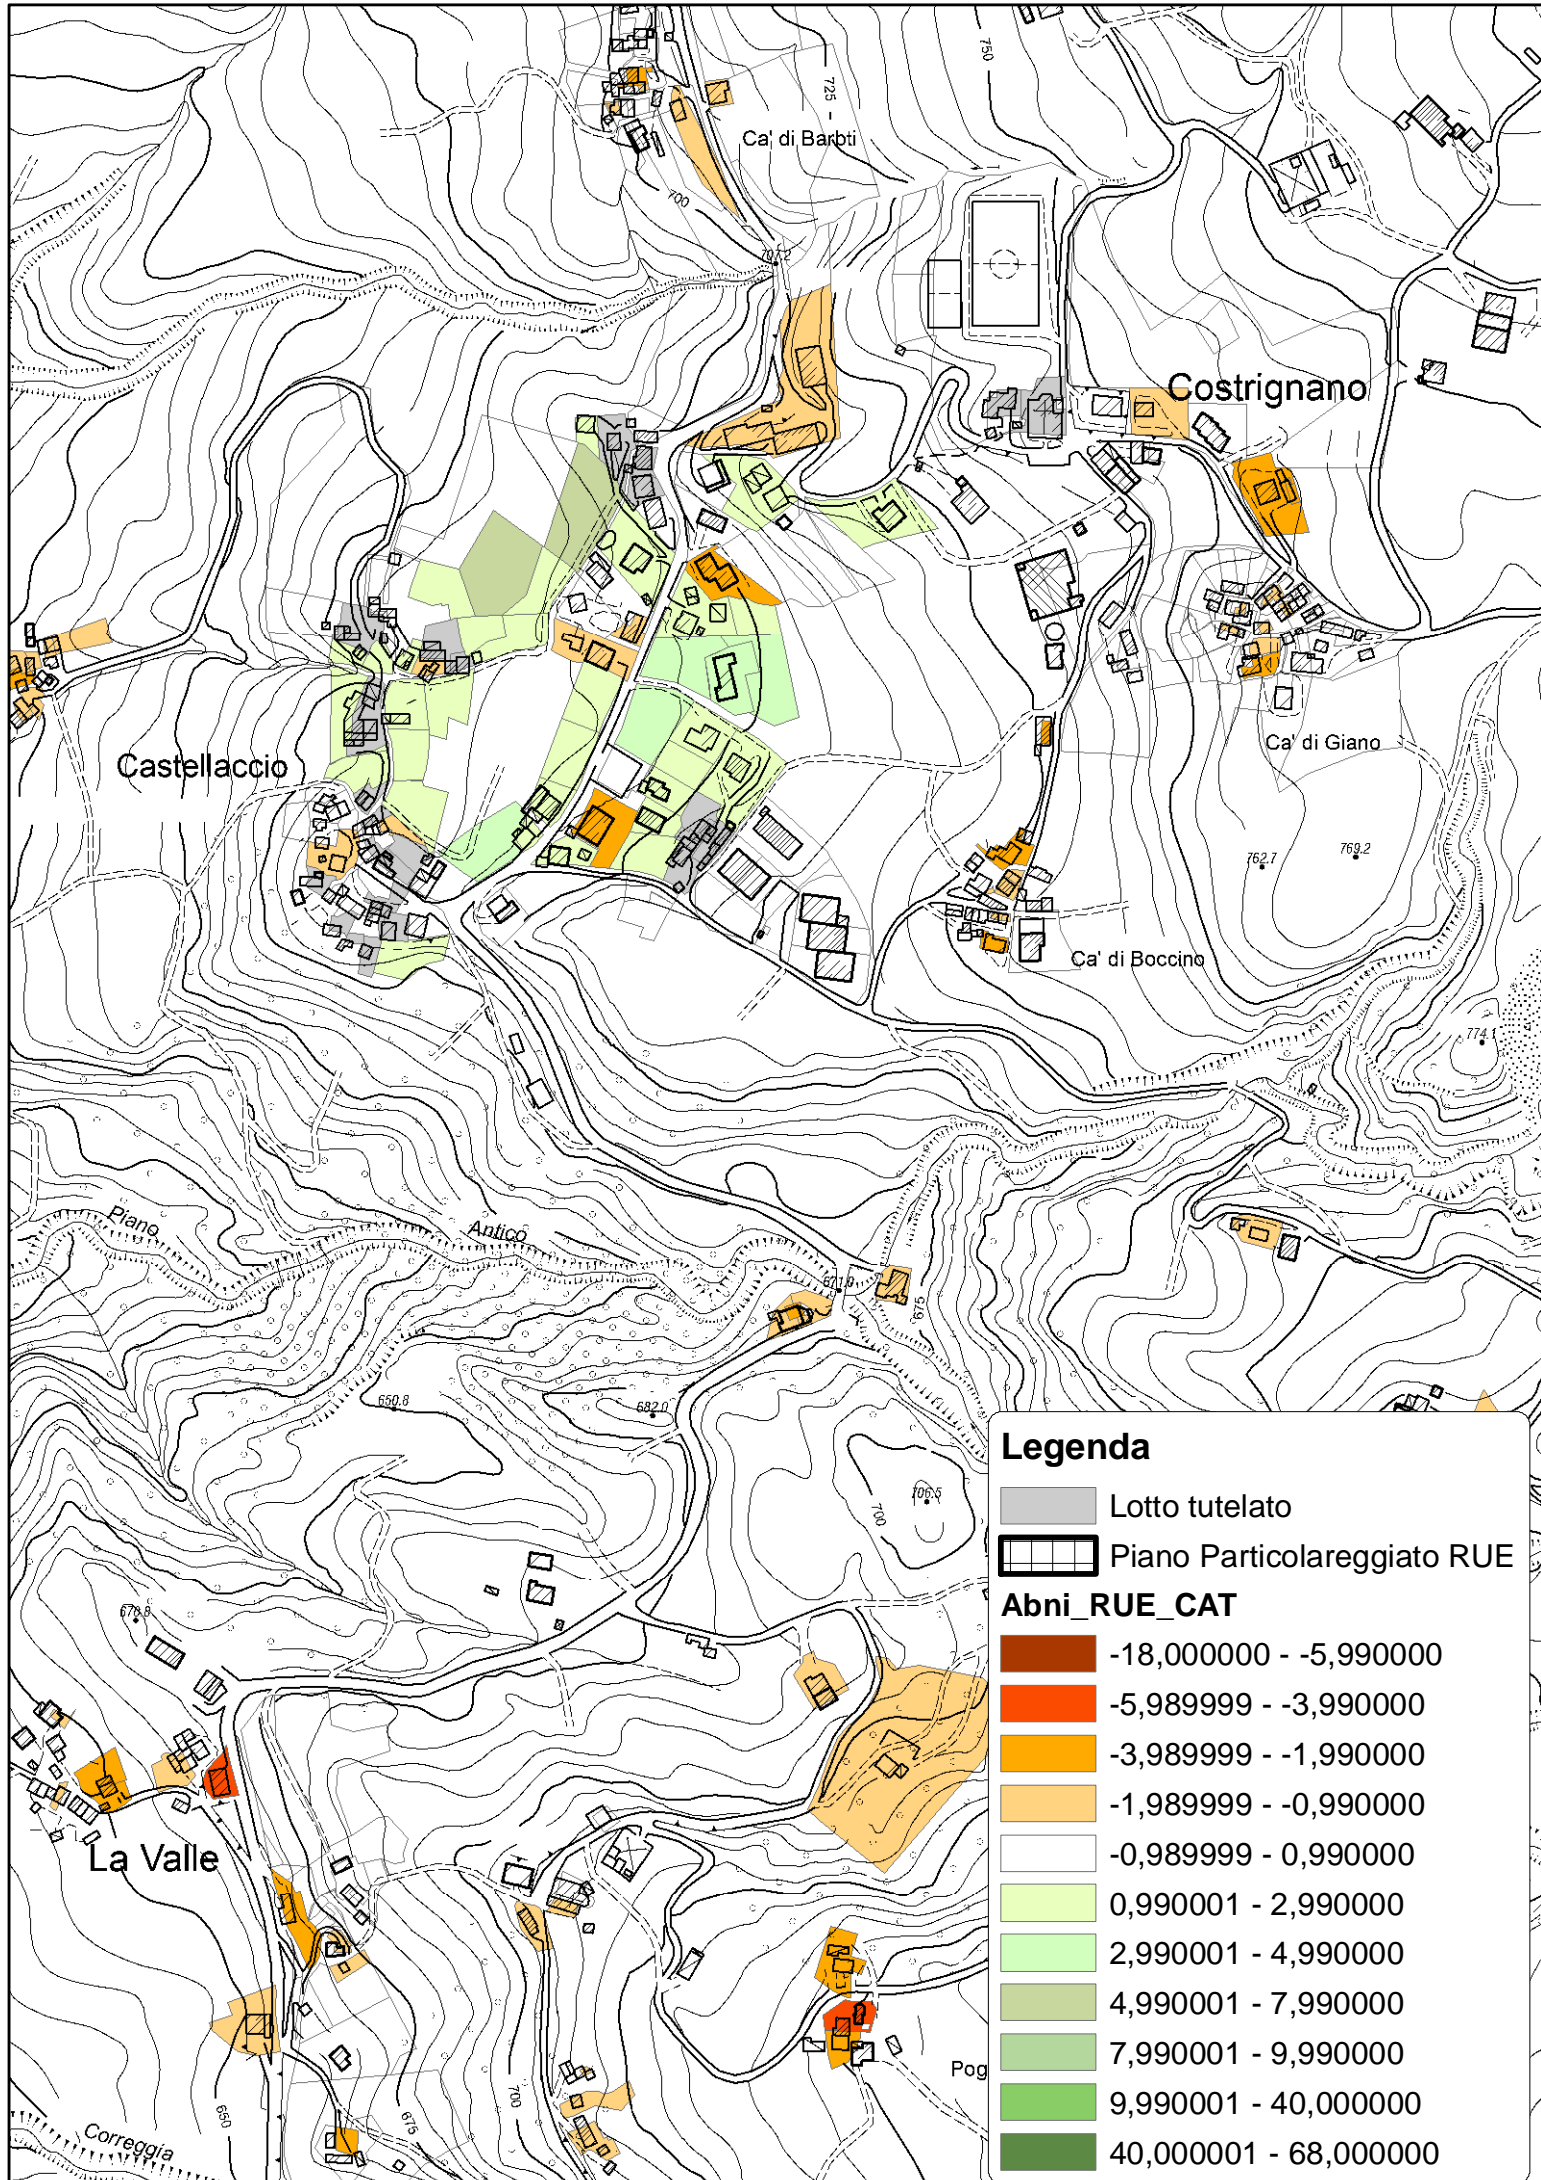 750
725
Ca' di Barbti
700
707.2
Costrignano
Ca' di Giano
Castellaccio
762.7
769.2
Ca' di Boccino
774.1
Piano
Antico
671.9
675
650.8
682.0
706.5
700
Legenda
Lotto tutelato
Piano Particolareggiato RUE
Abni_RUE_CAT
-18,000000 - -5,990000
-5,989999 - -3,990000
-3,989999 - -1,990000
-1,989999 - -0,990000
-0,989999 - 0,990000
0,990001 - 2,990000
2,990001 - 4,990000
4,990001 - 7,990000
7,990001 - 9,990000
9,990001 - 40,000000
40,000001 - 68,000000
La Valle
Pog
700
650
675
Correggia